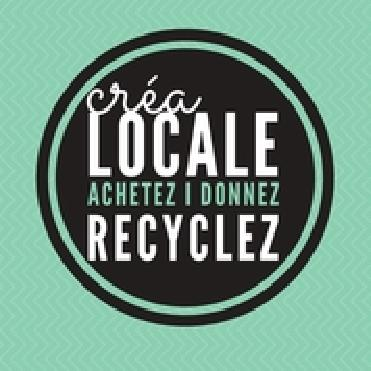 créa
LOCALE
ACHETEZ I DONNEZ
RECYCLEZ